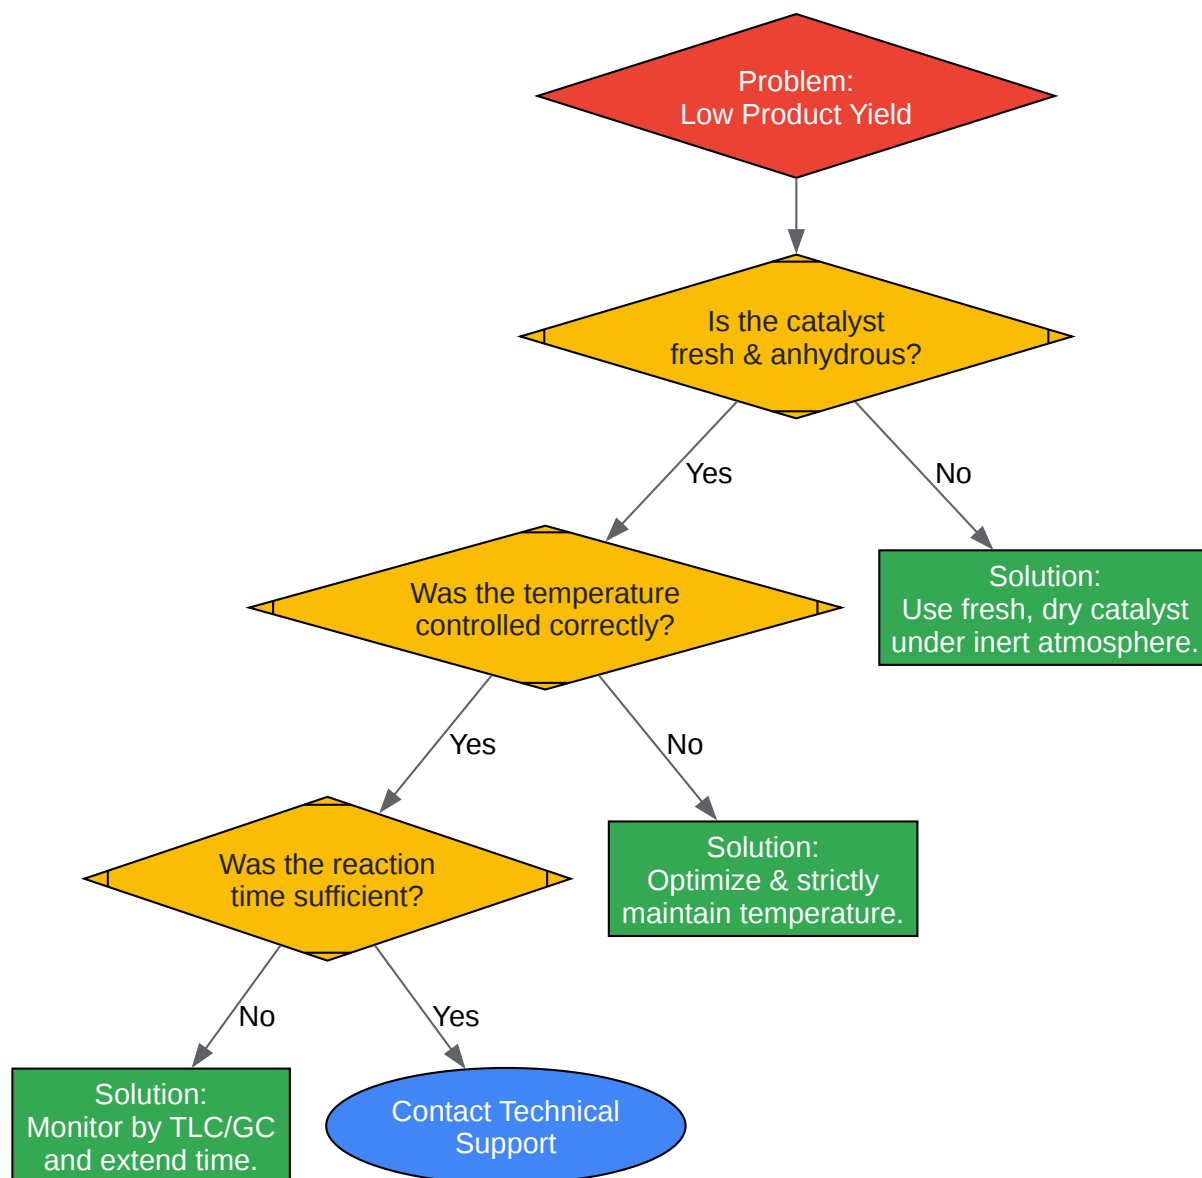 Problem:
Low Product Yield
Is the catalyst
fresh & anhydrous?
Yes
No
Was the temperature
controlled correctly?
Solution:
Use fresh, dry catalyst
under inert atmosphere.
Yes
No
Was the reaction
time sufficient?
Solution:
Optimize & strictly
maintain temperature.
No
Yes
Solution:
Monitor by TLC/GC
and extend time.
Contact Technical
Support